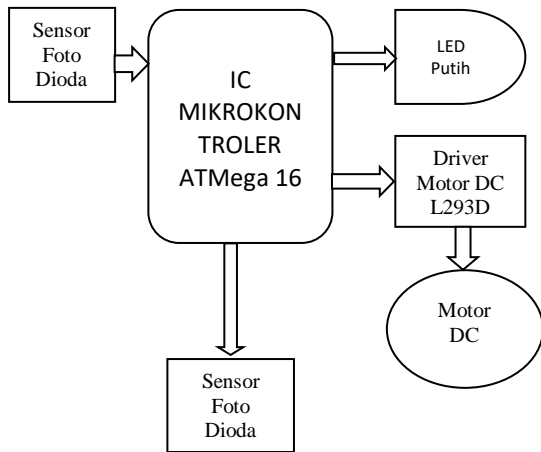 Sensor
Foto
Dioda
IC
MIKROKON
TROLER
ATMega 16
LED
Putih
Driver
Motor DC
L293D
Motor
DC
Sensor
Foto
Dioda